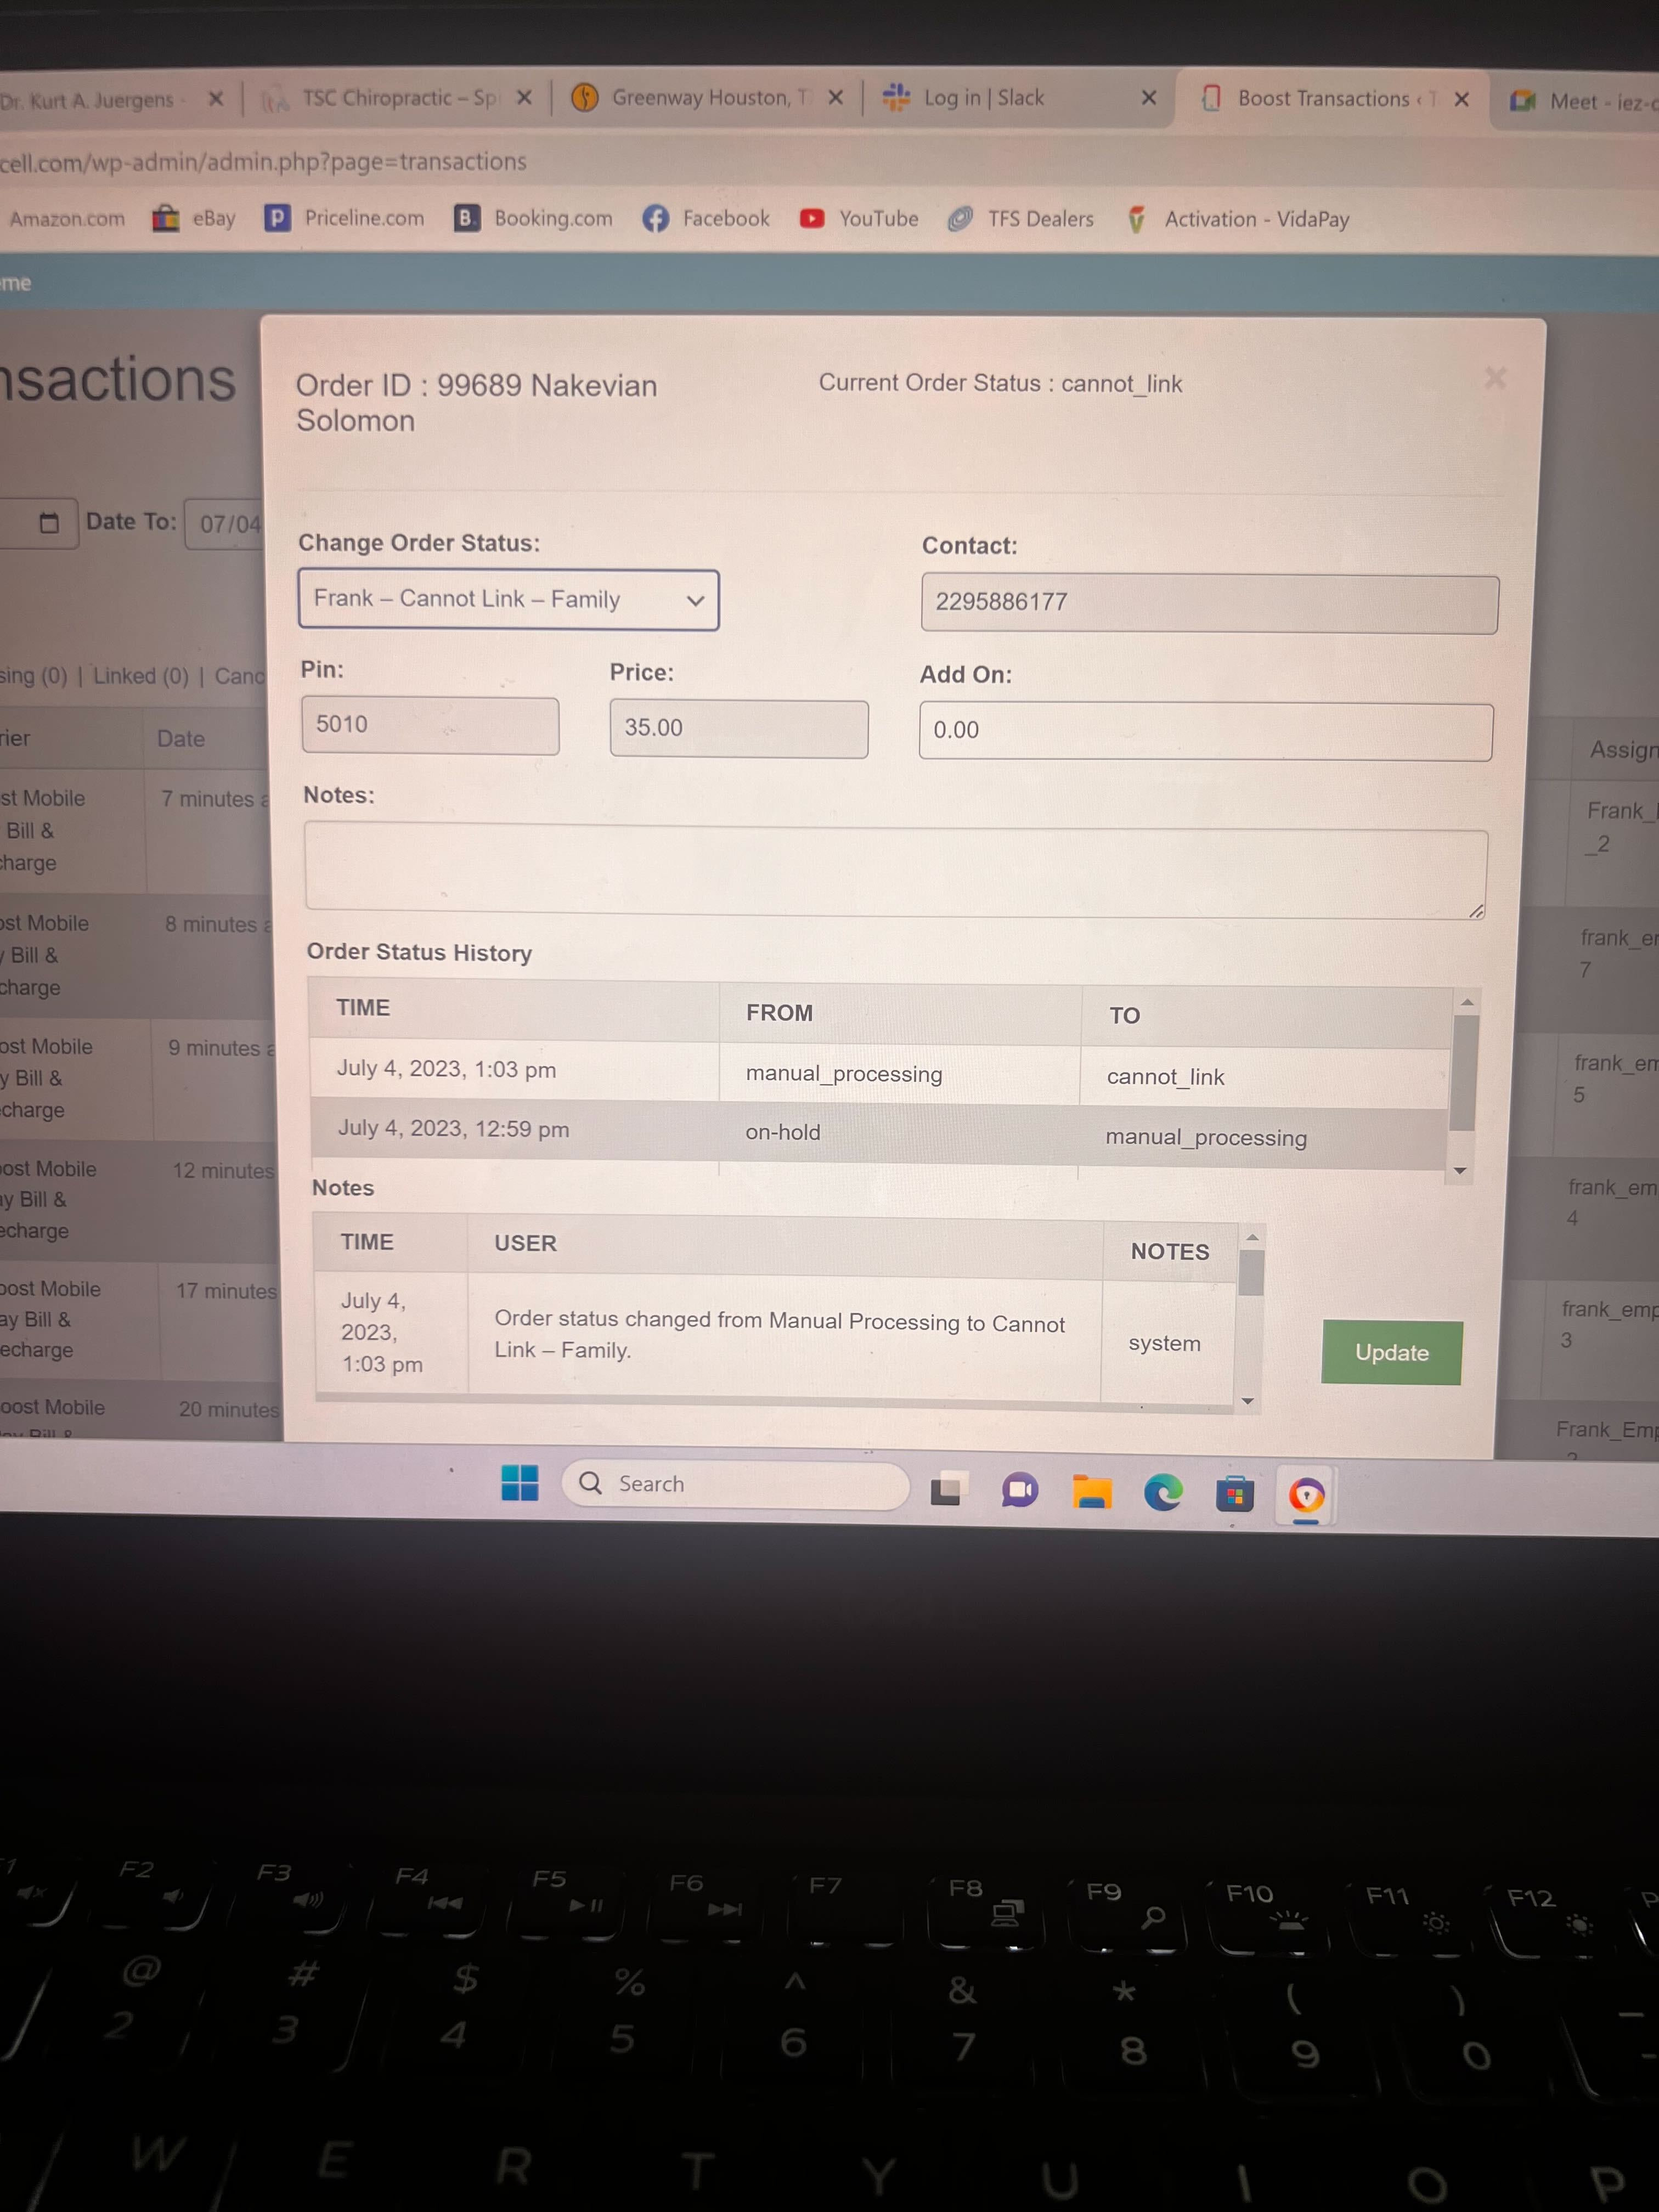 Dr. Kurt A. Juergens - TSC Chiropractic – Sp Greenway Houston, T Log in | Slack Boost Transactions ‹ T Meet - iez-c
cell.com/wp-admin/admin.php?page=transactions
Amazon.com eBay Priceline.com Booking.com Facebook YouTube TFS Dealers Activation - VidaPay
eme
nsactions
Date To: 07/04
sing (0) | Linked (0) | Canc
rier Date
st Mobile 7 minutes a
Bill &
charge
ost Mobile 8 minutes a
y Bill &
charge
ost Mobile 9 minutes a
y Bill &
echarge
oost Mobile 12 minutes
ay Bill &
echarge
oost Mobile 17 minutes
ay Bill &
echarge
oost Mobile 20 minutes
Order ID : 99689 Nakevian
Solomon
Current Order Status : cannot_link
Change Order Status:
Frank – Cannot Link – Family
Contact:
2295886177
Pin: Price: Add On:
5010 35.00 0.00
Notes:
Order Status History
TIME FROM TO
July 4, 2023, 1:03 pm manual_processing cannot_link
July 4, 2023, 12:59 pm on-hold manual_processing
Notes
TIME USER NOTES
July 4,
2023,
1:03 pm
Order status changed from Manual Processing to Cannot
Link – Family.
system
Update
Assign
Frank_
_2
frank_er
7
frank_em
5
frank_em
4
frank_emp
3
Frank_Emp
Search
F2 F3 F4 F5 F6 F7 F8 F9 F10 F11 F12
@ # $ % ^ & * ( )
2 3 4 5 6 7 8 9 0
W E R T Y U I O P